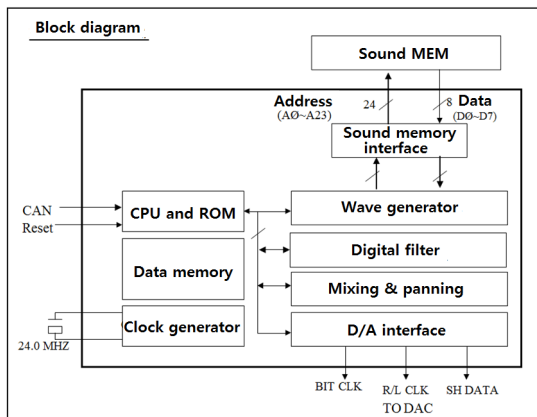 Block diagram
Sound MEM
Address
(AØ~A23)
24
8
Data
(DØ~D7)
Sound memory
interface
CAN
Reset
CPU and ROM
Wave generator
Data memory
Digital filter
Mixing & panning
Clock generator
24.0 MHZ
D/A interface
BIT CLK
R/L CLK
SH DATA
TO DAC